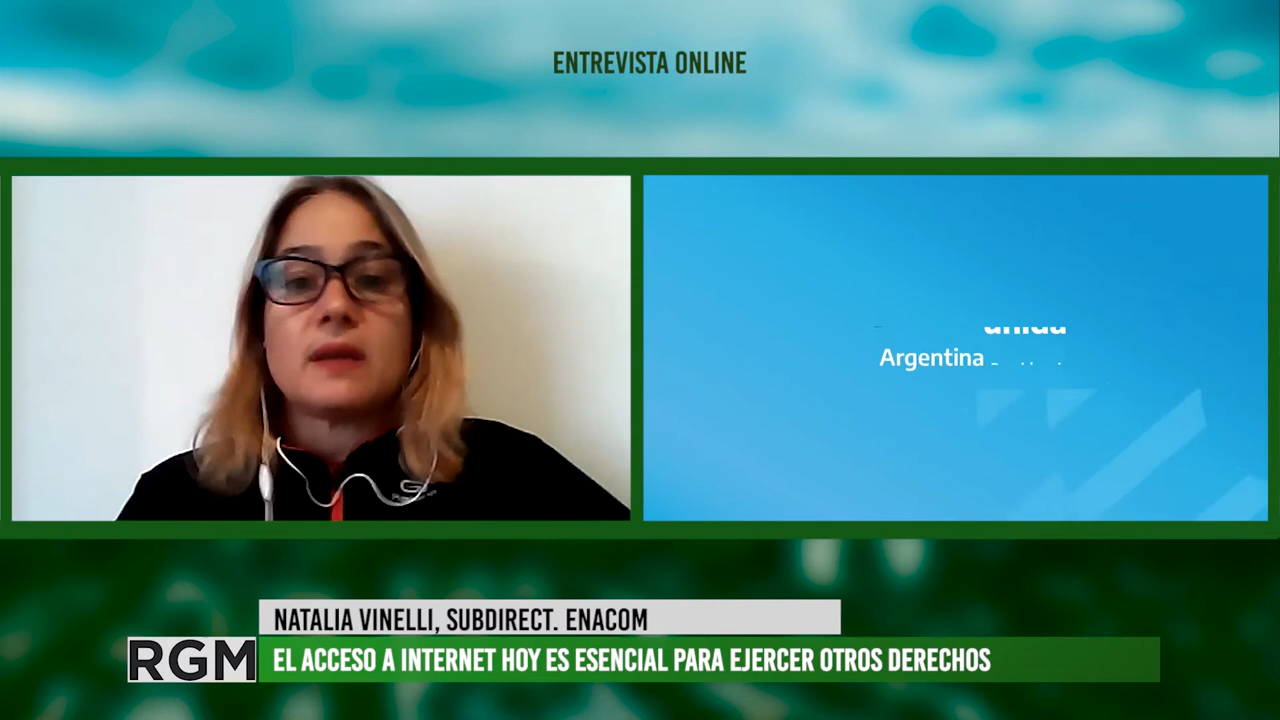 ENTREVISTA ONLINE
Argentina
NATALIA VINELLI, SUBDIRECT. ENACOM
RGM
EL ACCESO A INTERNET HOY ES ESENCIAL PARA EJERCER OTROS DERECHOS